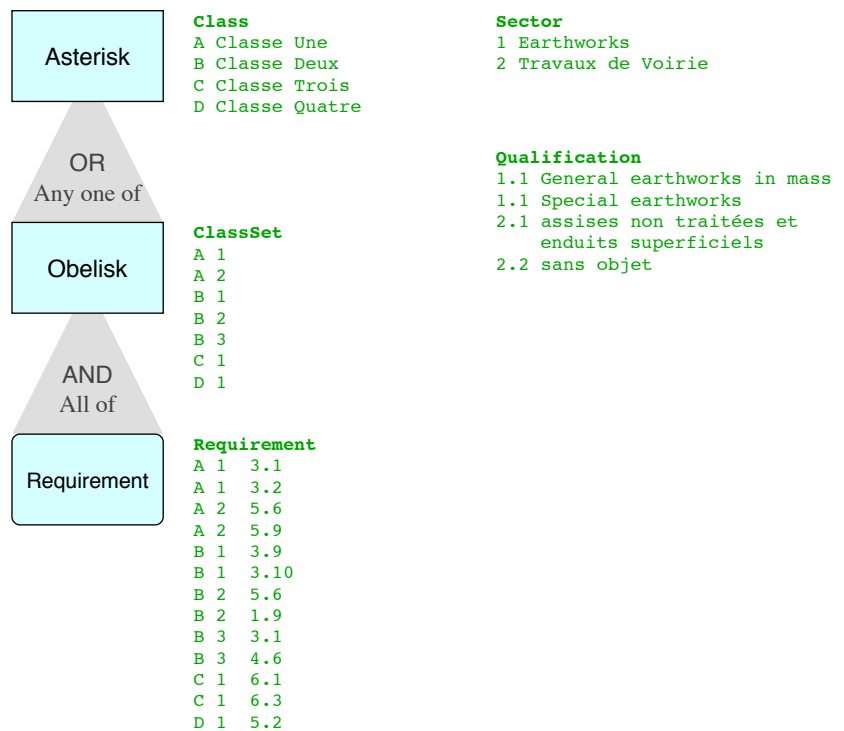 Asterisk
OR
Any one of
Obelisk
AND
All of
Requirement
Class
A Classe Une
B Classe Deux
C Classe Trois
D Classe Quatre
ClassSet
A 1
A 2
B 1
B 2
B 3
C 1
D 1
Requirement
A 1 3.1
A 1 3.2
A 2 5.6
A 2 5.9
B 1 3.9
B 1 3.10
B 2 5.6
B 2 1.9
B 3 3.1
B 3 4.6
C 1 6.1
C 1 6.3
D 1 5.2
Sector
1 Earthworks
2 Travaux de Voirie
Qualification
1.1 General earthworks in mass
1.1 Special earthworks
2.1 assises non traitées et
enduits superficiels
2.2 sans objet